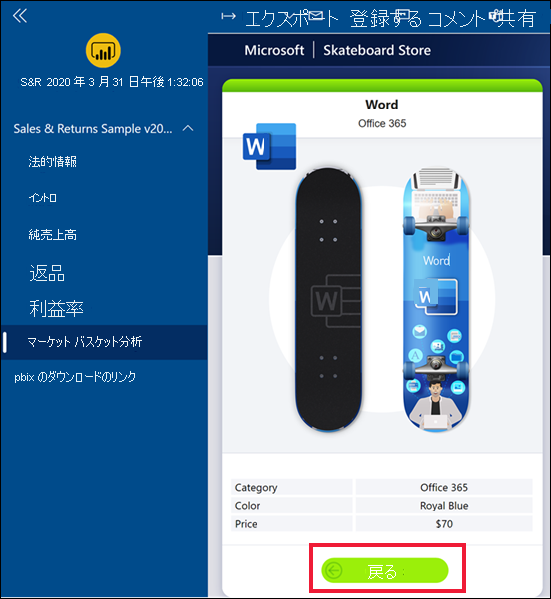 エクスポート 登録する コメント 共有
S&R 2020 年 3 月 31 日午後 1:32:06
Sales & Returns Sample v20...
法的情報
イントロ
純売上高
返品
利益率
マーケット バスケット分析
pbix のダウンロードのリンク
Microsoft | Skateboard Store
Word
Office 365
W
W
Word
W
Category Office 365
Color Royal Blue
Price $70
戻る